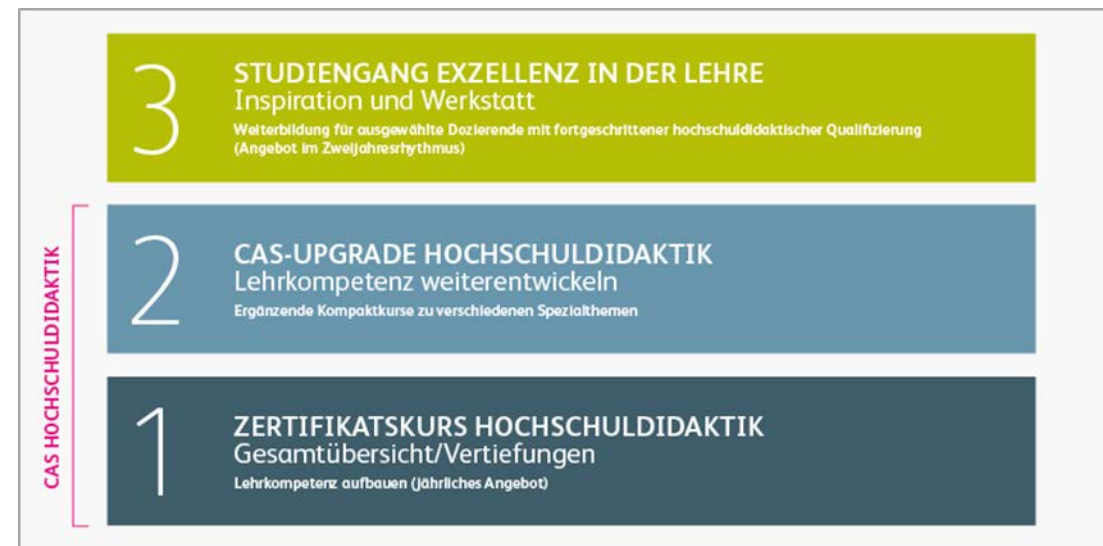 3
STUDIENGANG EXZELLENZ IN DER LEHRE
Inspiration und Werkstatt
Weiterbildung für ausgewählte Dozierende mit fortgeschrittener hochschuldidaktischer Qualifizierung
(Angebot im Zweijahresrhythmus)
CAS HOCHSCHULDIDAKTIK
2
CAS-UPGRADE HOCHSCHULDIDAKTIK
Lehrkompetenz weiterentwickeln
Ergänzende Kompaktkurse zu verschiedenen Spezialthemen
1
ZERTIFIKATSKURS HOCHSCHULDIDAKTIK
Gesamtübersicht/Vertiefungen
Lehrkompetenz aufbauen (jährliches Angebot)